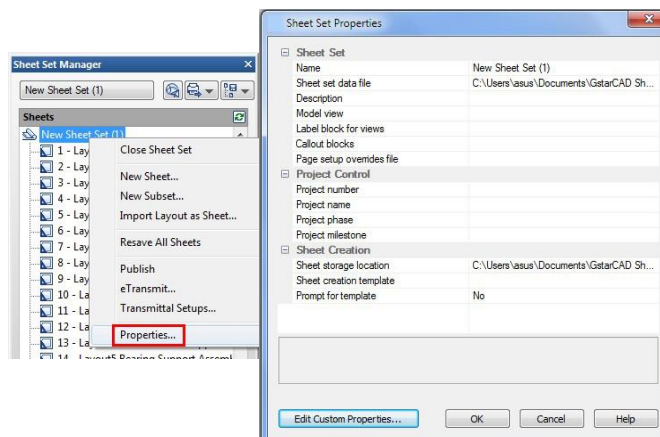 Sheet Set Manager
New Sheet Set (1)
Sheets
New Sheet Set (1)
1 - Lay
2 - Lay
3 - Lay
4 - Lay
5 - Lay
6 - Lay
7 - Lay
8 - Lay
9 - Lay
10 - La
11 - La
12 - La
13 - La
14 - Layout5 Bearing Support Assembl
Close Sheet Set
New Sheet...
New Subset...
Import Layout as Sheet...
Resave All Sheets
Publish
eTransmit...
Transmittal Setups...
Properties...
Sheet Set Properties
Sheet Set
Name New Sheet Set (1)
Sheet set data file C:\Users\asus\Documents\GstarCAD Sh...
Description
Model view
Label block for views
Callout blocks
Page setup overrides file
Project Control
Project number
Project name
Project phase
Project milestone
Sheet Creation
Sheet storage location C:\Users\asus\Documents\GstarCAD Sh...
Sheet creation template
Prompt for template No
Edit Custom Properties... OK Cancel Help